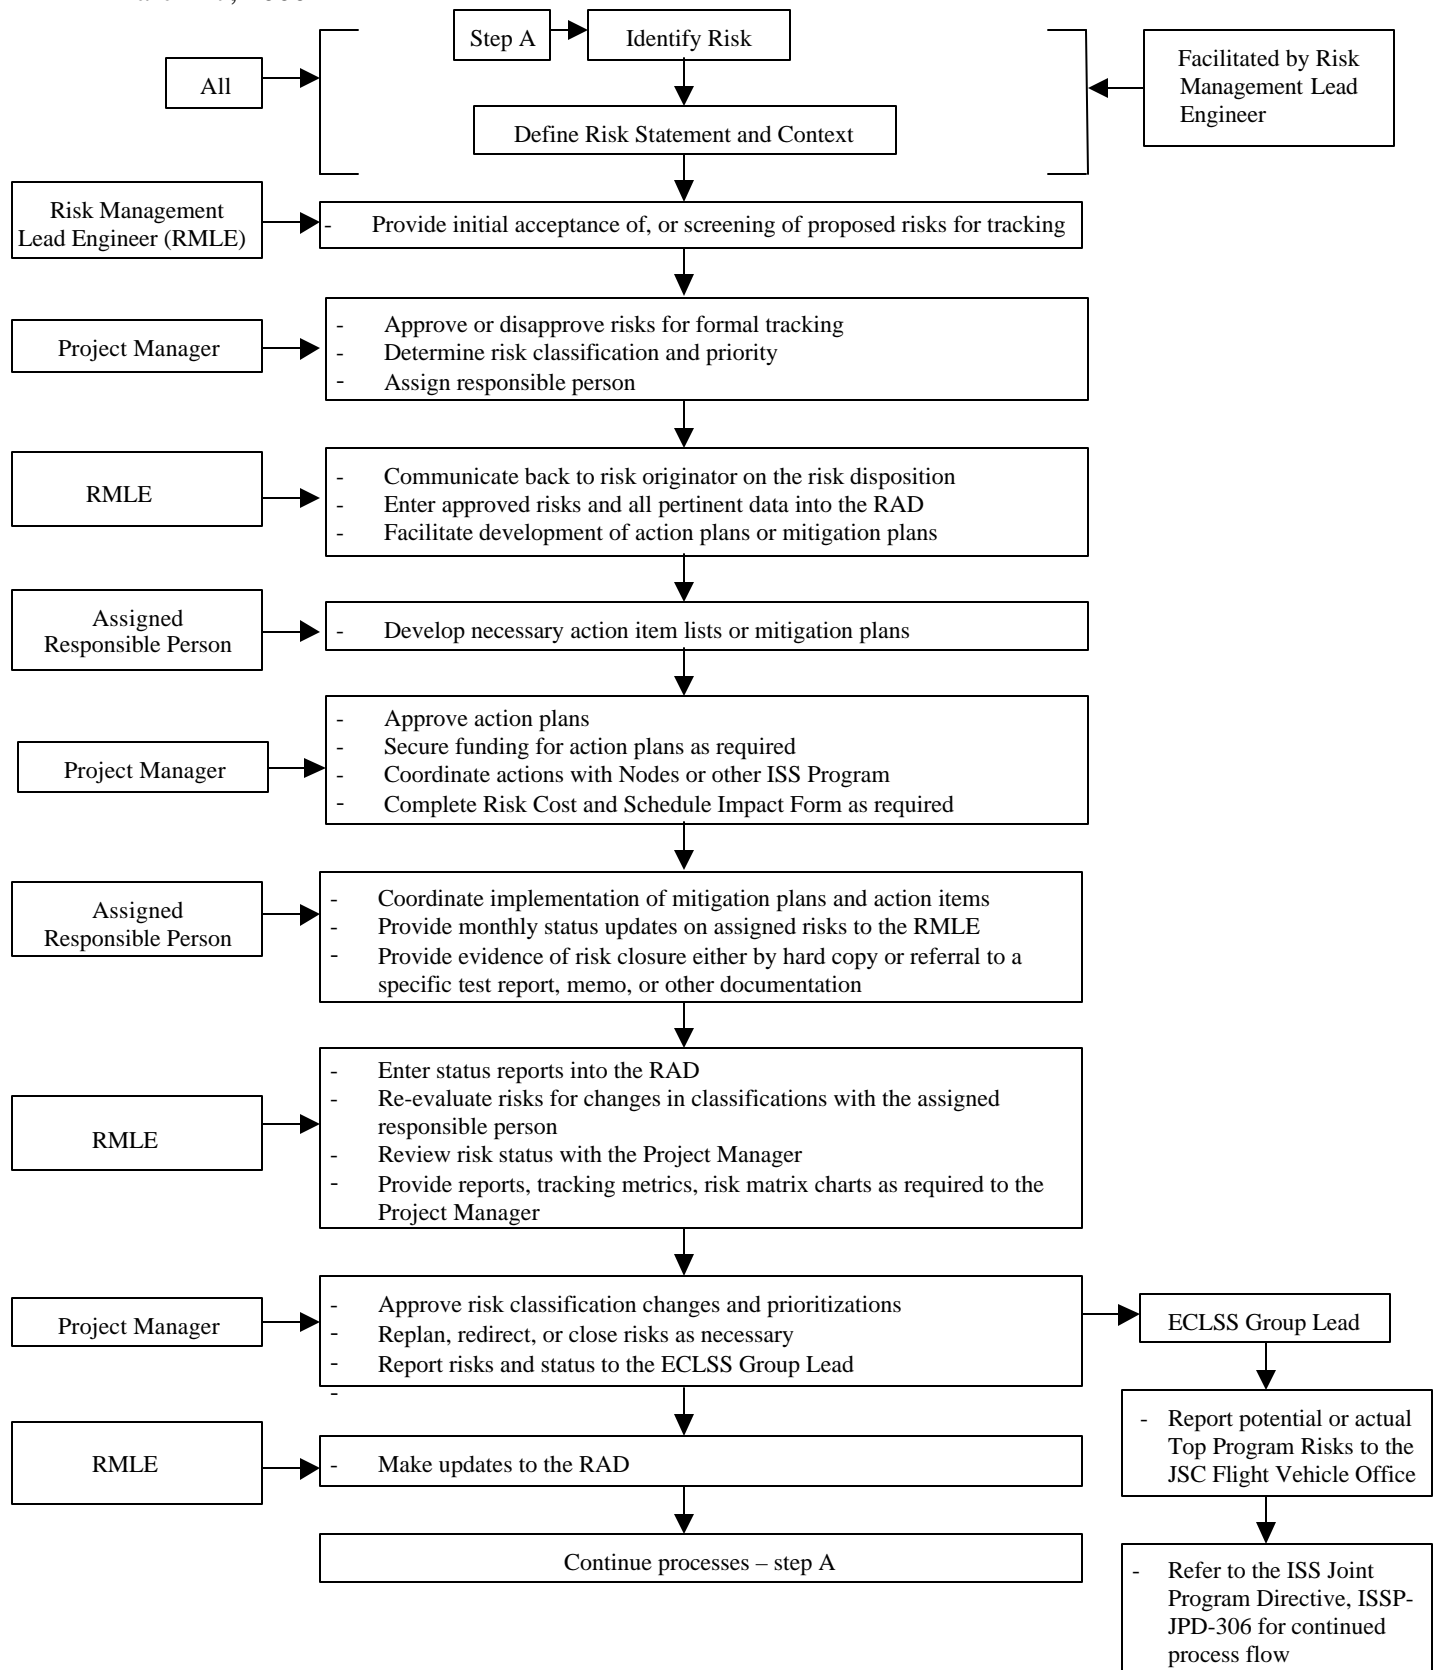 Step A
Identify Risk
All
Facilitated by Risk
Management Lead
Engineer
Define Risk Statement and Context
Risk Management
Lead Engineer (RMLE)
- Provide initial acceptance of, or screening of proposed risks for tracking
Project Manager
- Approve or disapprove risks for formal tracking
- Determine risk classification and priority
- Assign responsible person
RMLE
- Communicate back to risk originator on the risk disposition
- Enter approved risks and all pertinent data into the RAD
- Facilitate development of action plans or mitigation plans
Assigned
Responsible Person
- Develop necessary action item lists or mitigation plans
Project Manager
- Approve action plans
- Secure funding for action plans as required
- Coordinate actions with Nodes or other ISS Program
- Complete Risk Cost and Schedule Impact Form as required
Assigned
Responsible Person
- Coordinate implementation of mitigation plans and action items
- Provide monthly status updates on assigned risks to the RMLE
- Provide evidence of risk closure either by hard copy or referral to a
specific test report, memo, or other documentation
RMLE
- Enter status reports into the RAD
- Re-evaluate risks for changes in classifications with the assigned
responsible person
- Review risk status with the Project Manager
- Provide reports, tracking metrics, risk matrix charts as required to the
Project Manager
Project Manager
- Approve risk classification changes and prioritizations
- Replan, redirect, or close risks as necessary
- Report risks and status to the ECLSS Group Lead
-
ECLSS Group Lead
- Report potential or actual
Top Program Risks to the
JSC Flight Vehicle Office
RMLE
- Make updates to the RAD
Continue processes – step A
- Refer to the ISS Joint
Program Directive, ISSP-
JPD-306 for continued
process flow